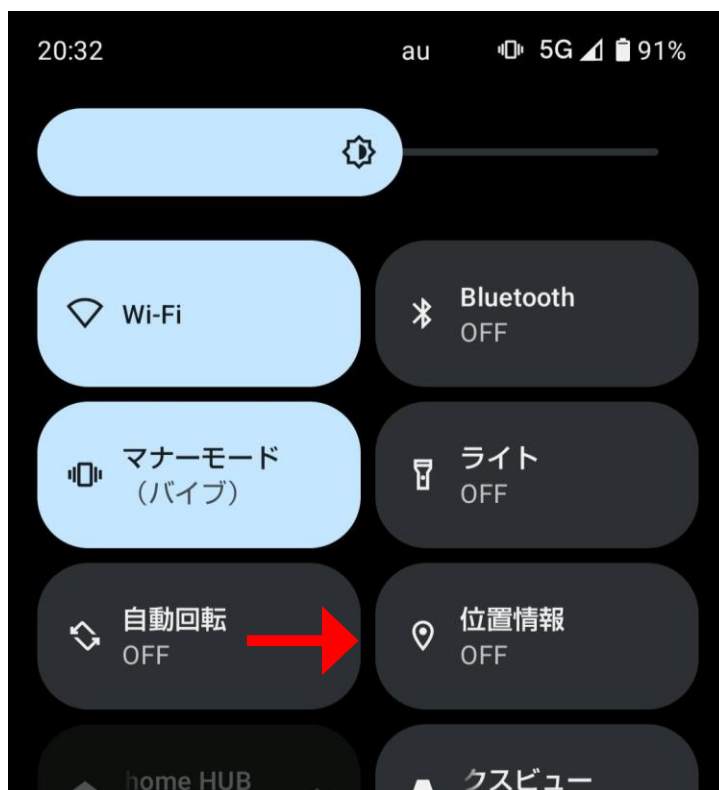 20:32 au 5G 91%
Wi-Fi
Bluetooth
OFF
マナーモード
(バイブ)
ライト
OFF
自動回転
OFF
位置情報
OFF
home HUB
クスビュー